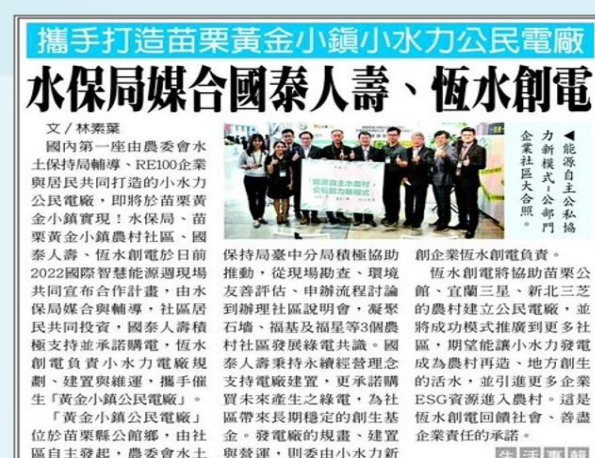 攜手打造苗栗黃金小鎮小水力公民電廠
水保局媒合國泰人壽、恆水創電
文/林素葉
國內第一座由農委會水
土保持局輔導、RE100企業
與居民共同打造的小水力
公民電廠,即將於苗栗黃
金小鎮實現!水保局、苗
栗黃金小鎮農村社區、國
泰人壽、恆水創電於日前
2022國際智慧能源週現場
共同宣布合作計畫,由水
保局媒合與輔導,社區居
民共同投資,國泰人壽積
極支持並承諾購電,恆水
創電負責小水力電廠規
劃、建置與維運,攜手催
生「黃金小鎮公民電廠」。
「黃金小鎮公民電廠」
位於苗栗縣公館鄉,由社
區自主發起,農委會水土
◀能源自主公私協
力新模式-公部門
企業社區大合照。
能源自主水農村,
公私協力新模式
保持局臺中分局積極協助
推動,從現場勘查、環境
友善評估、申辦流程討論
到辦理社區說明會,凝聚
石墻、福基及福星等3個農
村社區發展綠電共識。國
泰人壽秉持永續經營理念
支持電廠建置,更承諾購
買未來產生之綠電,為社
區帶來長期穩定的創生基
金。發電廠的規畫、建置
與營運,則委由小水力新
創企業恆水創電負責。
恆水創電將協助苗栗公
館、宜蘭三星、新北三芝
的農村建立公民電廠,並
將成功模式推廣到更多社
區,期望能讓小水力發電
成為農村再造、地方創生
的活水,並引進更多企業
ESG資源進入農村。這是
恆水創電回饋社會、善盡
企業責任的承諾。